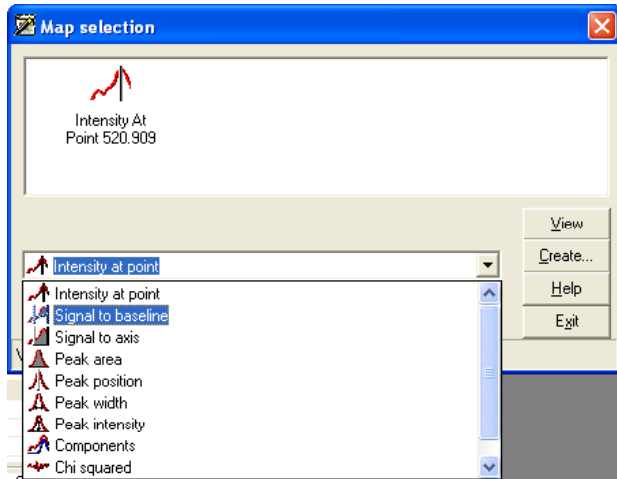 Map selection
Intensity At
Point 520.909
View
Create...
Help
Exit
Intensity at point
Intensity at point
Signal to baseline
Signal to axis
Peak area
Peak position
Peak width
Peak intensity
Components
Chi squared